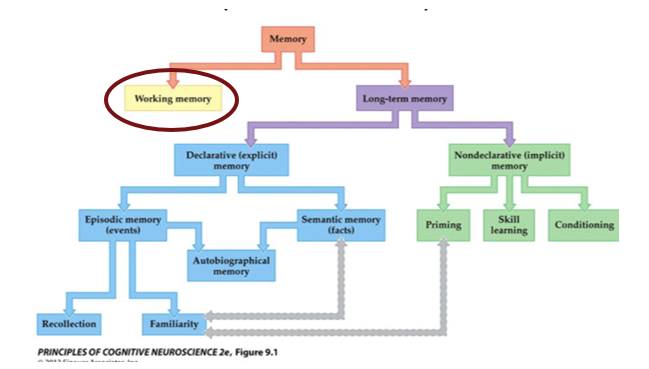 Memory
Working memory
Long-term memory
Declarative (explicit)
memory
Nondeclarative (implicit)
memory
Episodic memory
(events)
Semantic memory
(facts)
Priming
Skill
learning
Conditioning
Autobiographical
memory
Recollection
Familiarity
PRINCIPLES OF COGNITIVE NEUROSCIENCE 2e, Figure 9.1